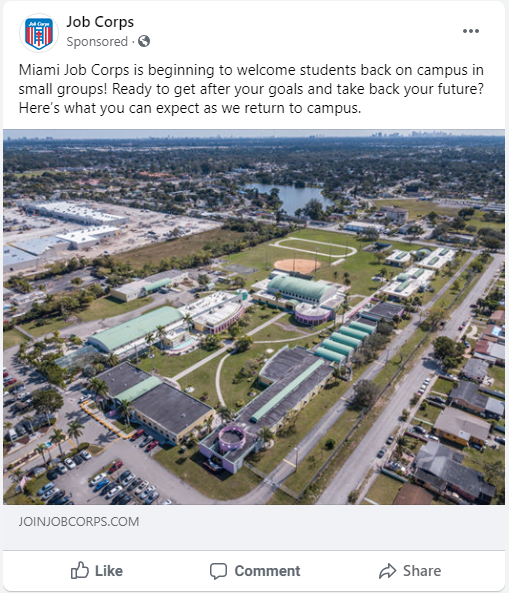 Job Corps
Job Corps
Sponsored ·
Miami Job Corps is beginning to welcome students back on campus in
small groups! Ready to get after your goals and take back your future?
Here's what you can expect as we return to campus.
JOINJOBCORPS.COM
Like Comment Share